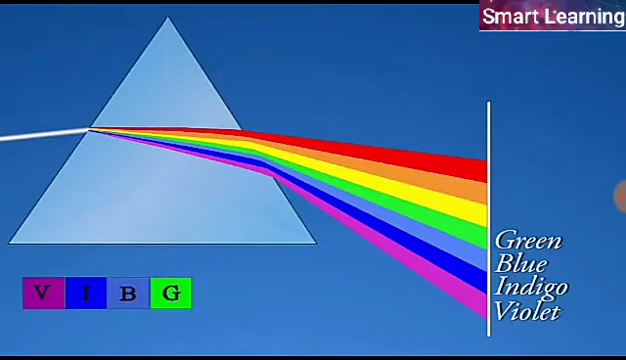 Smart Learning
Green
Blue
Indigo
Violet
V I B G